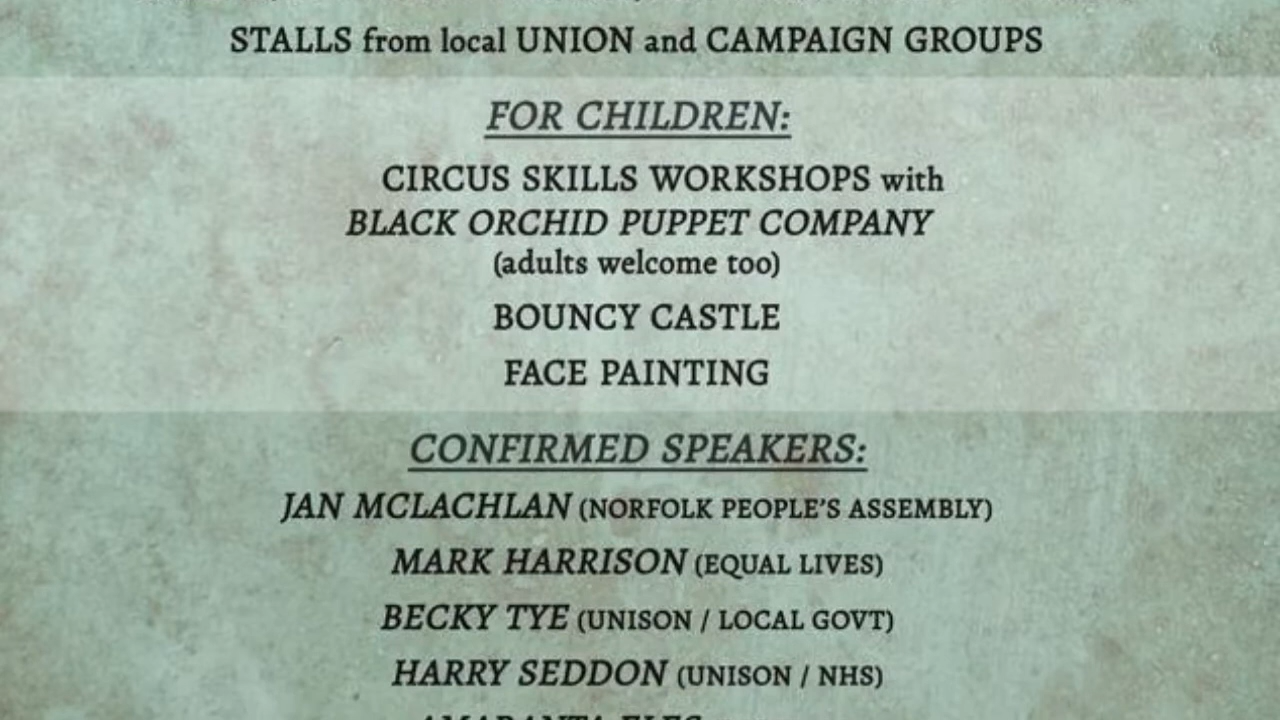 STALLS from local UNION and CAMPAIGN GROUPS
FOR CHILDREN:
CIRCUS SKILLS WORKSHOPS with
BLACK ORCHID PUPPET COMPANY
(adults welcome too)
BOUNCY CASTLE
FACE PAINTING
CONFIRMED SPEAKERS:
JAN MCLACHLAN (NORFOLK PEOPLE'S ASSEMBLY)
MARK HARRISON (EQUAL LIVES)
BECKY TYE (UNISON / LOCAL GOVT)
HARRY SEDDON (UNISON / NHS)